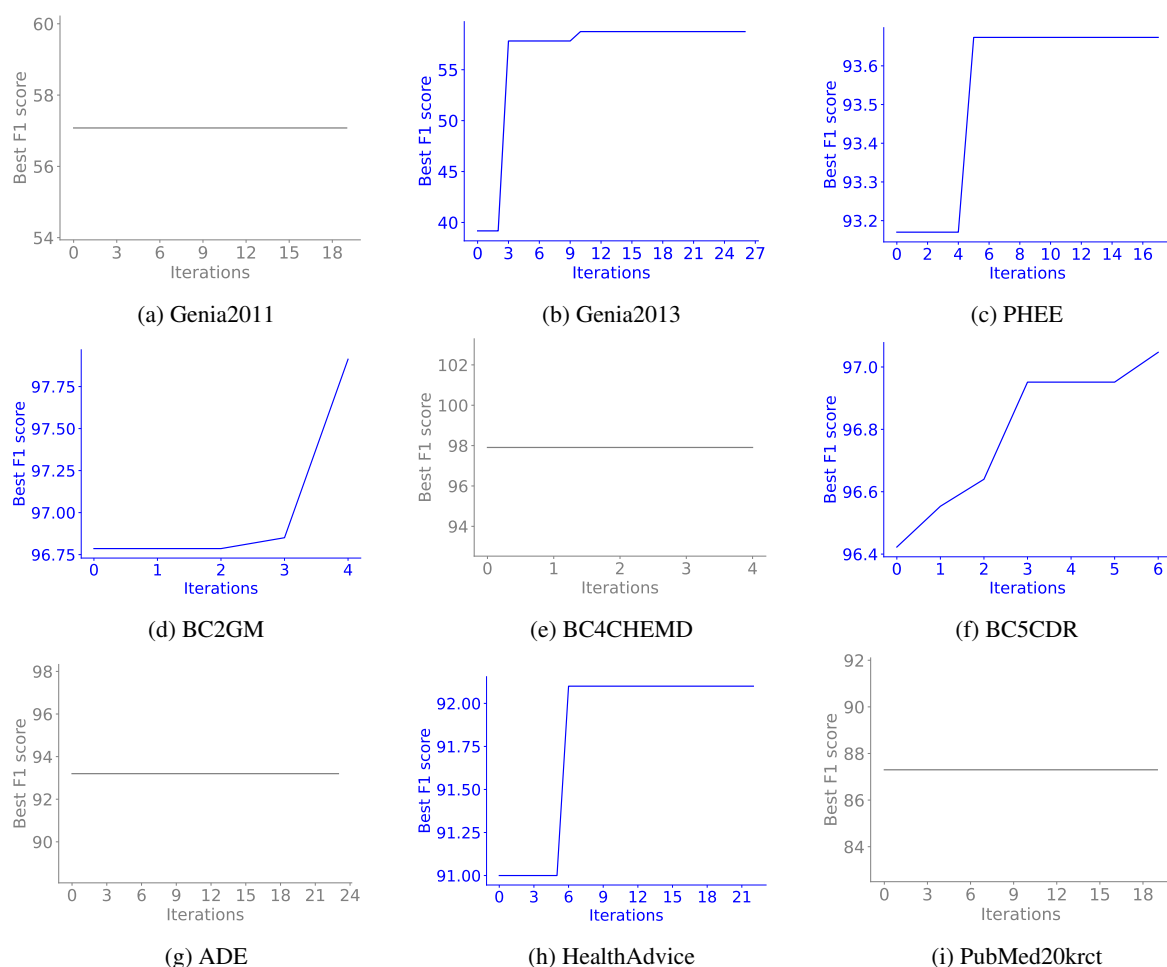 60
58
56
54
Best F1 score
0 3 6 9 12 15 18
Iterations
(a) Genia2011
55
50
45
40
Best F1 score
0 3 6 9 12 15 18 21 24 27
Iterations
(b) Genia2013
93.6
93.5
93.4
93.3
93.2
Best F1 score
0 2 4 6 8 10 12 14 16
Iterations
(c) PHEE
97.75
97.50
97.25
97.00
96.75
Best F1 score
0 1 2 3 4
Iterations
(d) BC2GM
102
100
98
96
94
Best F1 score
0 1 2 3 4
Iterations
(e) BC4CHEMD
97.0
96.8
96.6
96.4
Best F1 score
0 1 2 3 4 5 6
Iterations
(f) BC5CDR
98
96
94
92
90
Best F1 score
0 3 6 9 12 15 18 21 24
Iterations
(g) ADE
92.00
91.75
91.50
91.25
91.00
Best F1 score
0 3 6 9 12 15 18 21
Iterations
(h) HealthAdvice
92
90
88
86
84
Best F1 score
0 3 6 9 12 15 18
Iterations
(i) PubMed20krct